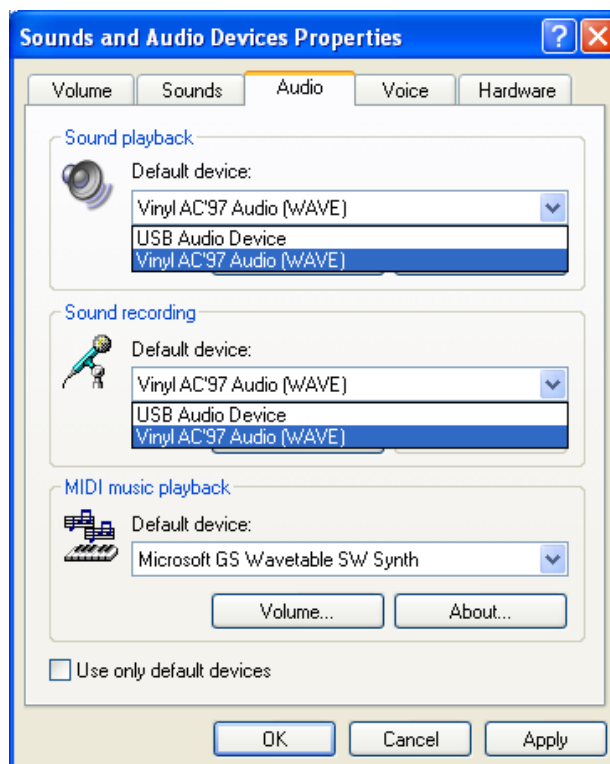 Sounds and Audio Devices Properties
Volume Sounds Audio Voice Hardware
Sound playback
Default device:
Vinyl AC'97 Audio (WAVE)
USB Audio Device
Vinyl AC'97 Audio (WAVE)
Sound recording
Default device:
Vinyl AC'97 Audio (WAVE)
USB Audio Device
Vinyl AC'97 Audio (WAVE)
MIDI music playback
Default device:
Microsoft GS Wavetable SW Synth
Volume... About...
Use only default devices
OK Cancel Apply